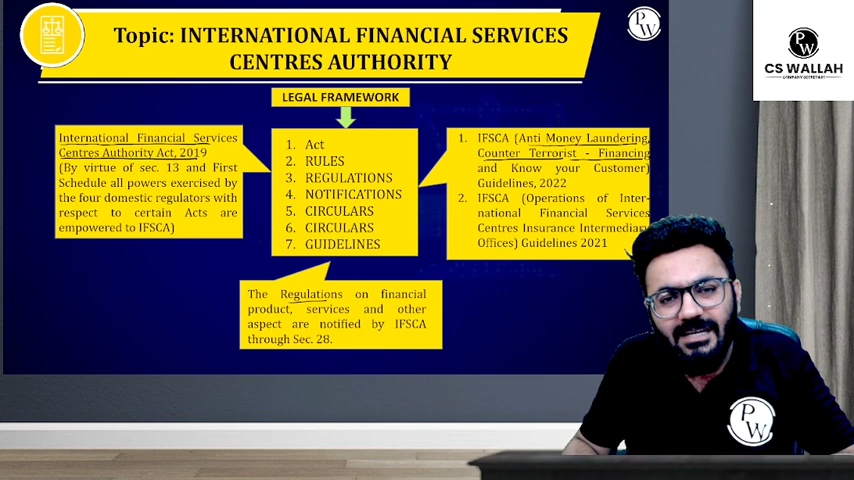 Topic: INTERNATIONAL FINANCIAL SERVICES
CENTRES AUTHORITY
PW
PW
CS WALLAH
COMPANY SECRETARY
LEGAL FRAMEWORK
International Financial Services
Centres Authority Act, 2019
(By virtue of sec. 13 and First
Schedule all powers exercised by
the four domestic regulators with
respect to certain Acts are
empowered to IFSCA)
1. Act
2. RULES
3. REGULATIONS
4. NOTIFICATIONS
5. CIRCULARS
6. CIRCULARS
7. GUIDELINES
1. IFSCA (Anti Money Laundering,
Counter Terrorist - Financing
and Know your Customer)
Guidelines, 2022
2. IFSCA (Operations of Inter-
national Financial Services
Centres Insurance Intermediary
Offices) Guidelines 2021
The Regulations on financial
product, services and other
aspect are notified by IFSCA
through Sec. 28.
PW